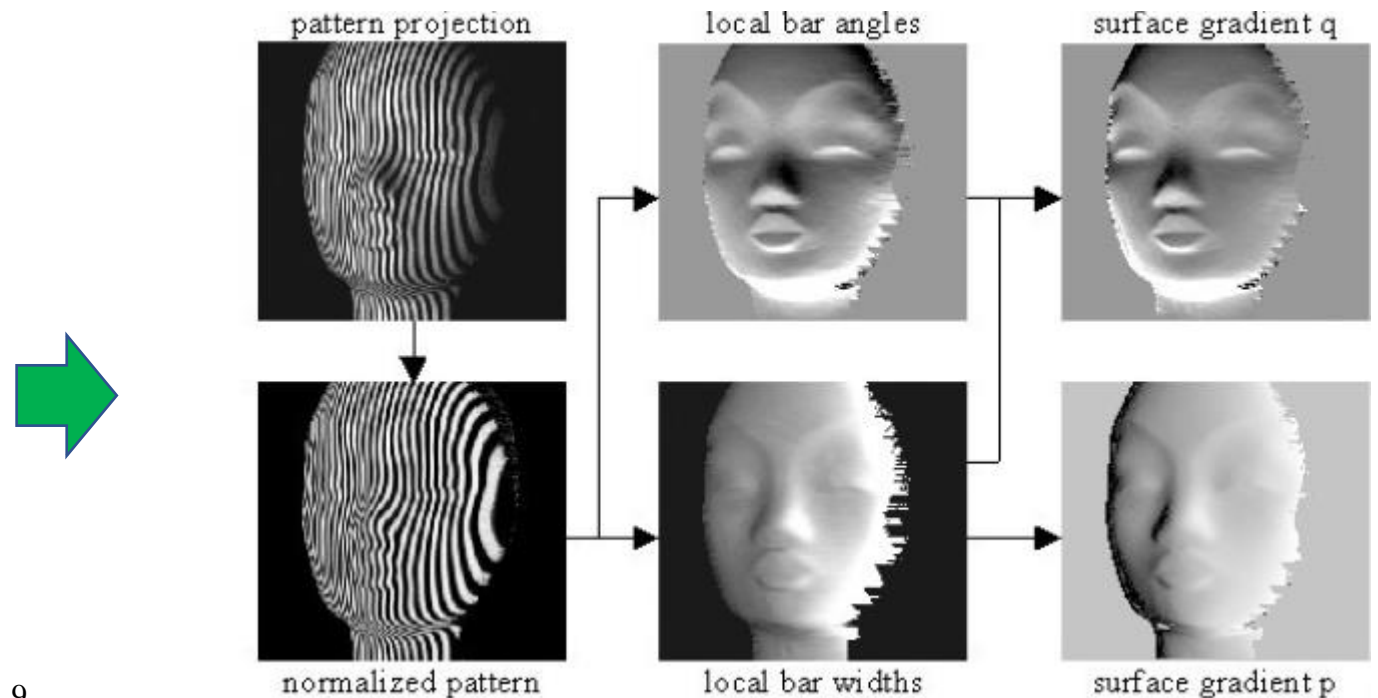 pattern projection
local bar angles
surface gradient q
normalized pattern
local bar widths
surface gradient p
9